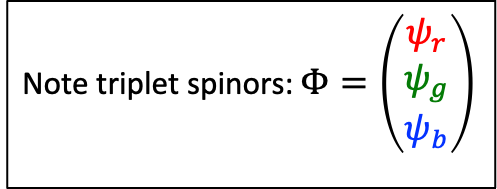 Note triplet spinors: Φ = (ψ_r
ψ_g
ψ_b)